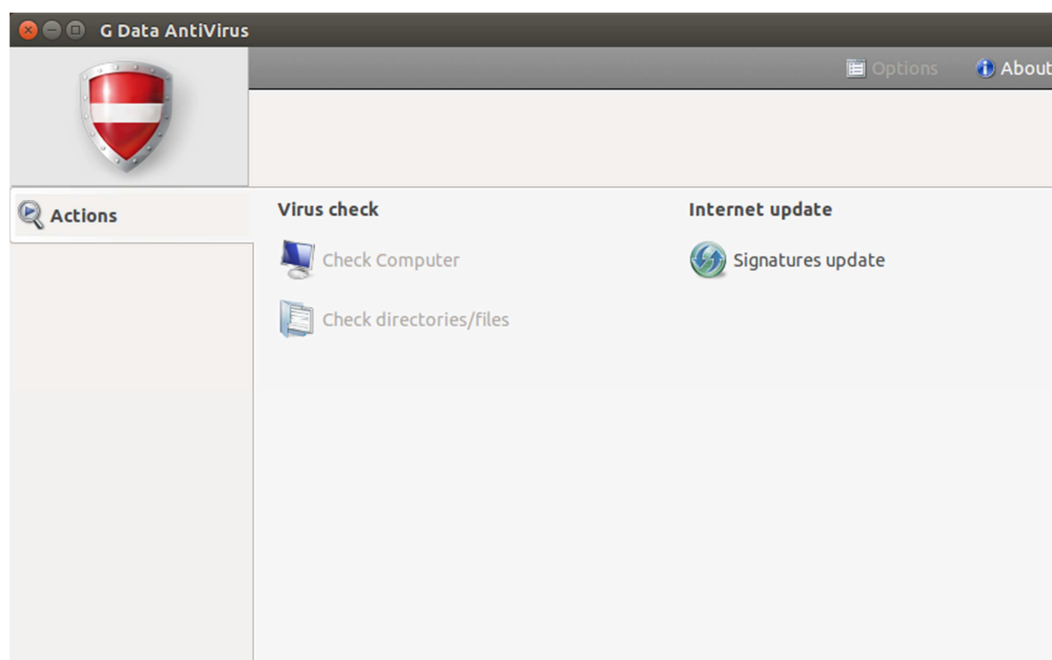 G Data AntiVirus
Options About
Actions
Virus check Internet update
Check Computer Signatures update
Check directories/files